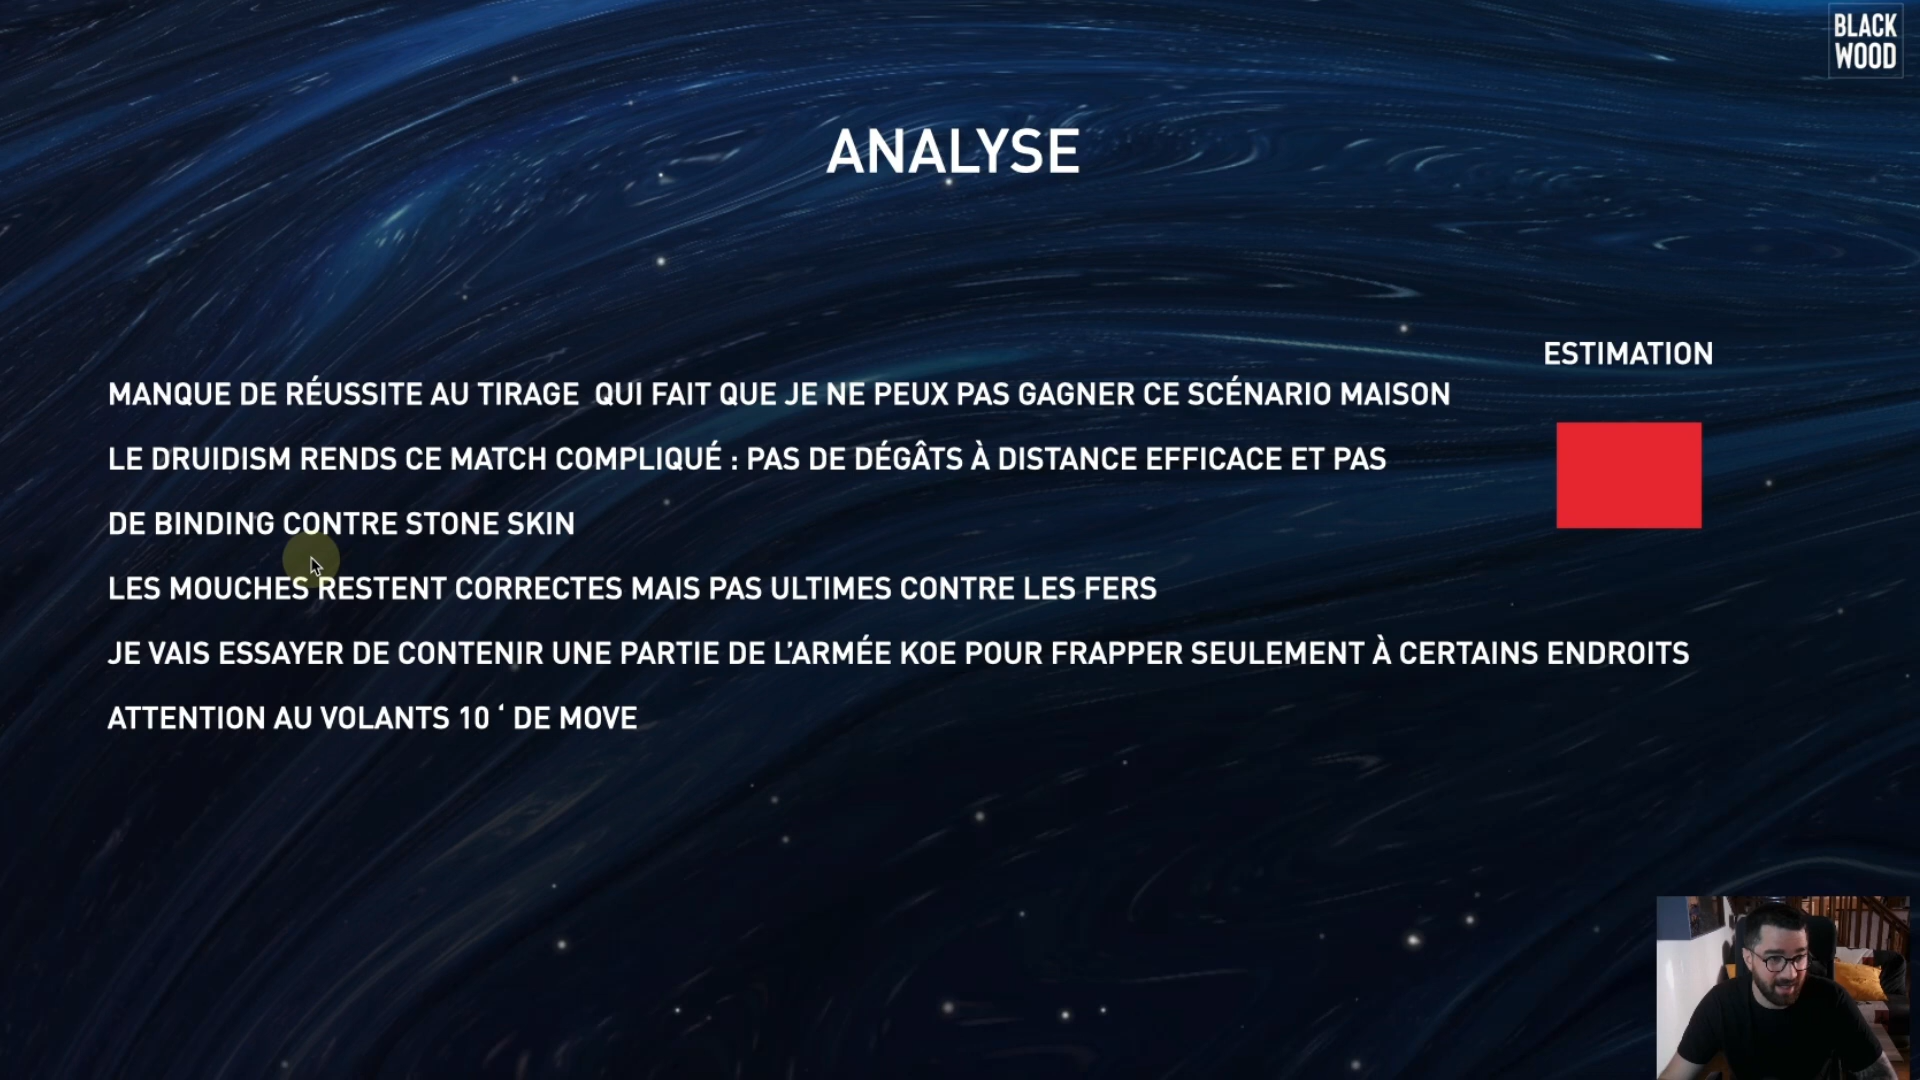 BLACK
WOOD
ANALYSE
ESTIMATION
MANQUE DE RÉUSSITE AU TIRAGE QUI FAIT QUE JE NE PEUX PAS GAGNER CE SCÉNARIO MAISON
LE DRUIDISM RENDS CE MATCH COMPLIQUÉ : PAS DE DÉGÂTS À DISTANCE EFFICACE ET PAS
DE BINDING CONTRE STONE SKIN
LES MOUCHES RESTENT CORRECTES MAIS PAS ULTIMES CONTRE LES FERS
JE VAIS ESSAYER DE CONTENIR UNE PARTIE DE L’ARMÉE KOE POUR FRAPPER SEULEMENT À CERTAINS ENDROITS
ATTENTION AU VOLANTS 10 ‘ DE MOVE